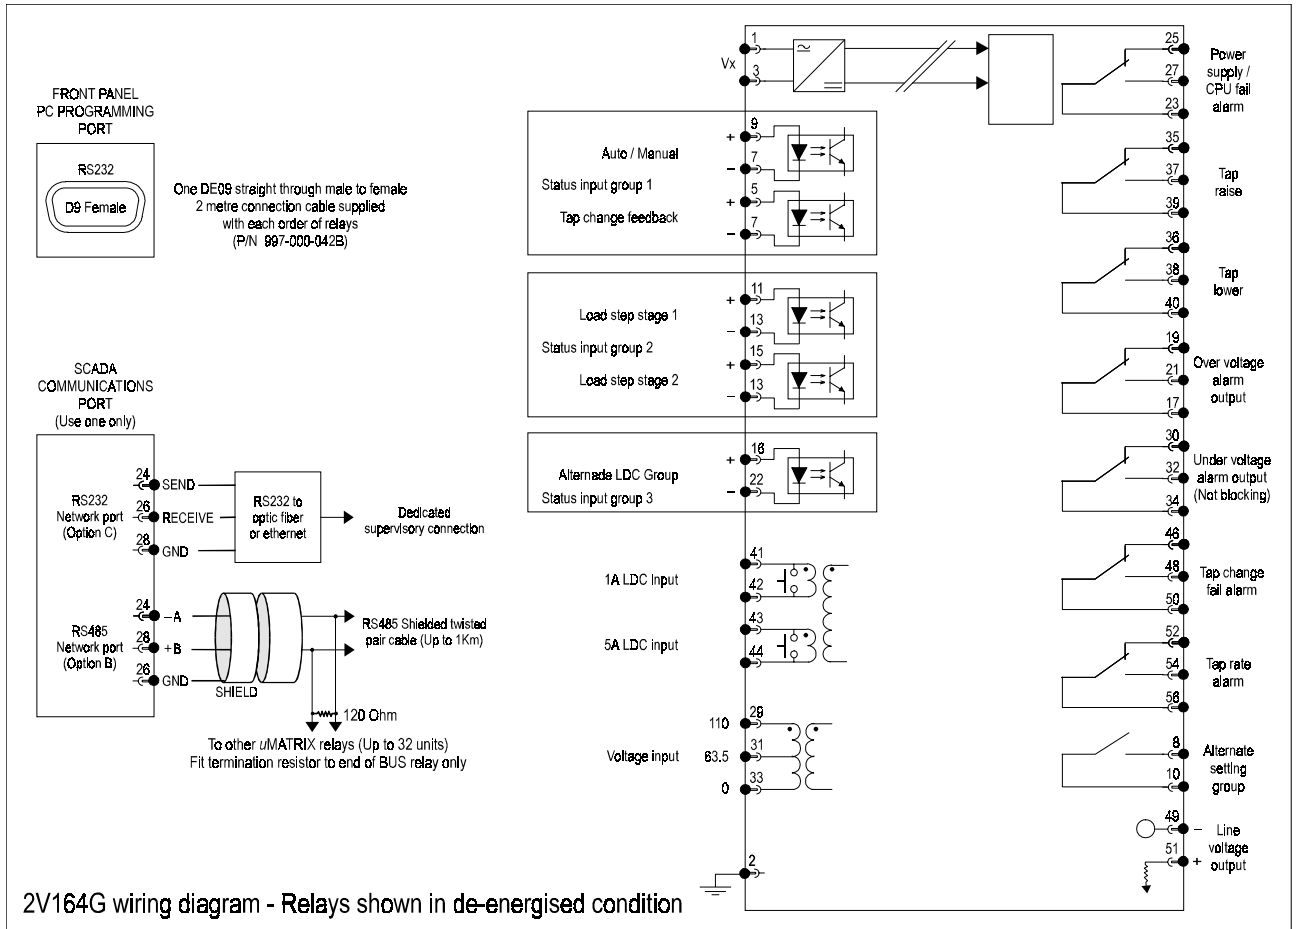 FRONT PANEL
PC PROGRAMMING
PORT
RS232
D9 Female
One DE09 straight through male to female
2 metre connection cable supplied
with each order of relays
(P/N 997-000-042B)
SCADA
COMMUNICATIONS
PORT
(Use one only)
RS232
Network port
(Option C)
24
SEND
26
RECEIVE
28
GND
RS232 to
optic fiber
or ethernet
Dedicated
supervisory connection
RS485
Network port
(Option B)
24
–A
28
+B
26
GND
SHIELD
RS485 Shielded twisted
pair cable (Up to 1Km)
120 Ohm
To other uMATRIX relays (Up to 32 units)
Fit termination resistor to end of BUS relay only
Vx
1
3
Auto / Manual
Status input group 1
Tap change feedback
+
9
–
7
+
5
–
7
Load step stage 1
Status input group 2
Load step stage 2
+
11
–
13
+
15
–
13
Alternade LDC Group
Status input group 3
+
16
–
22
1A LDC Input
41
42
5A LDC input
43
44
Voltage input
110
29
63.5
31
0
33
2
25
27
23
Power
supply /
CPU fail
alarm
35
37
39
Tap
raise
36
38
40
Tap
lower
19
21
17
Over voltage
alarm
output
30
32
34
Under voltage
alarm output
(Not blocking)
46
48
50
Tap change
fail alarm
52
54
56
Tap rate
alarm
8
10
Alternate
setting
group
49
–
51
+
Line
voltage
output
2V164G wiring diagram - Relays shown in de-energised condition